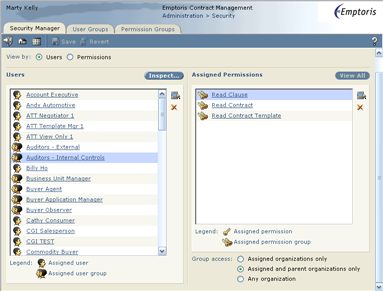 Marty Kelly
Emptoris Contract Management
Administration > Security
Emptoris
Security Manager
User Groups
Permission Groups
Save
Revert
View by:
Users
Permissions
Users
Inspect...
Account Executive
Andx Automotive
ATT Negotiator 1
ATT Template Mgr 1
ATT View Only 1
Auditors - External
Auditors - Internal Controls
Billy Ho
Business Unit Manager
Buyer Agent
Buyer Application Manager
Buyer Observer
Cathy Consumer
CGI Salesperson
CGI TEST
Commodity Buyer
Legend:
Assigned user
Assigned user group
Assigned Permissions
View All
Read Clause
Read Contract
Read Contract Template
Legend:
Assigned permission
Assigned permission group
Group access:
Assigned organizations only
Assigned and parent organizations only
Any organization